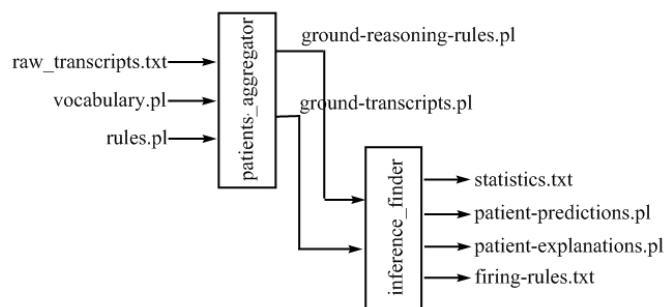 raw_transcripts.txt
vocabulary.pl
rules.pl
patients_aggregator
ground-reasoning-rules.pl
ground-transcripts.pl
inference_finder
statistics.txt
patient-predictions.pl
patient-explanations.pl
firing-rules.txt